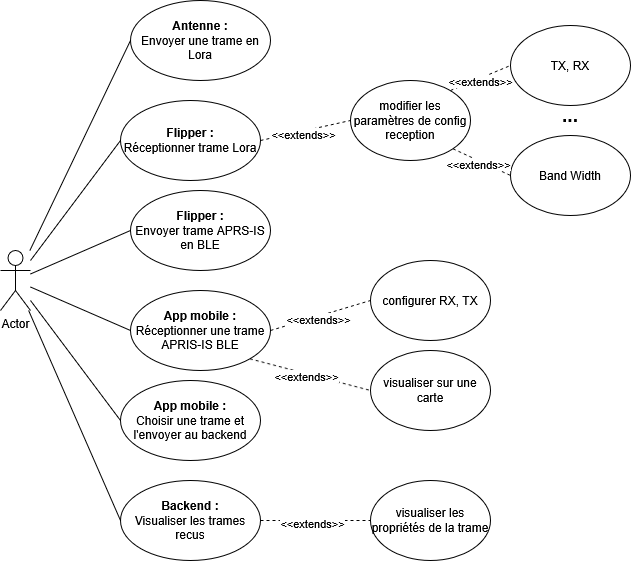 Antenne :
Envoyer une trame en
Lora
Flipper :
Réceptionner trame Lora
<<extends>>
modifier les
paramètres de config
reception
<<extends>>
TX, RX
...
<<extends>>
Band Width
Flipper :
Envoyer trame APRS-IS
en BLE
Actor
App mobile :
Réceptionner une trame
APRIS-IS BLE
<<extends>>
configurer RX, TX
<<extends>>
visualiser sur une
carte
App mobile :
Choisir une trame et
l'envoyer au backend
Backend :
Visualiser les trames
recus
<<extends>>
visualiser les
propriétés de la trame